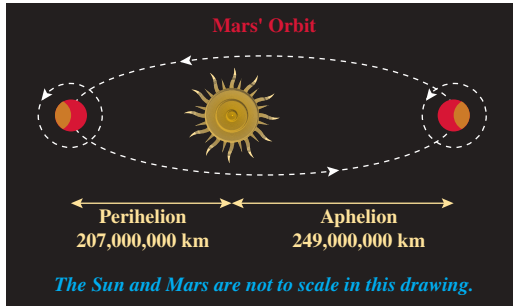 Mars' Orbit
Perihelion
207,000,000 km
Aphelion
249,000,000 km
The Sun and Mars are not to scale in this drawing.